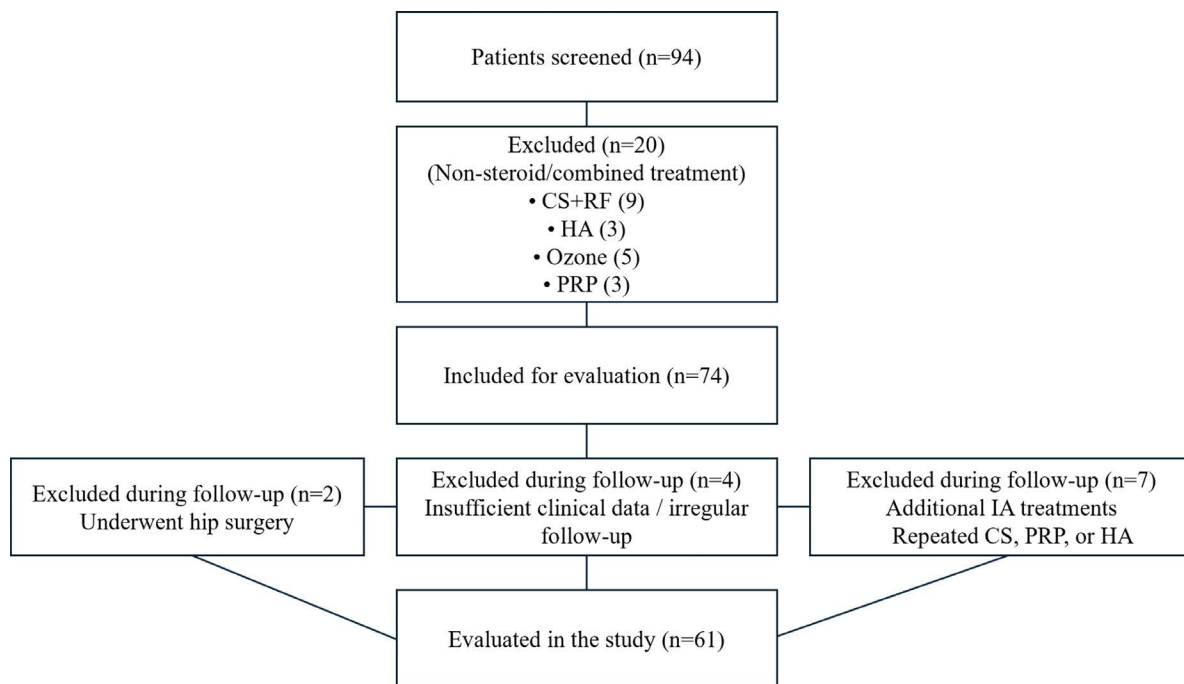 Patients screened (n=94)
Excluded (n=20)
(Non-steroid/combined treatment)
• CS+RF (9)
• HA (3)
• Ozone (5)
• PRP (3)
Included for evaluation (n=74)
Excluded during follow-up (n=2)
Underwent hip surgery
Excluded during follow-up (n=4)
Insufficient clinical data / irregular
follow-up
Excluded during follow-up (n=7)
Additional IA treatments
Repeated CS, PRP, or HA
Evaluated in the study (n=61)